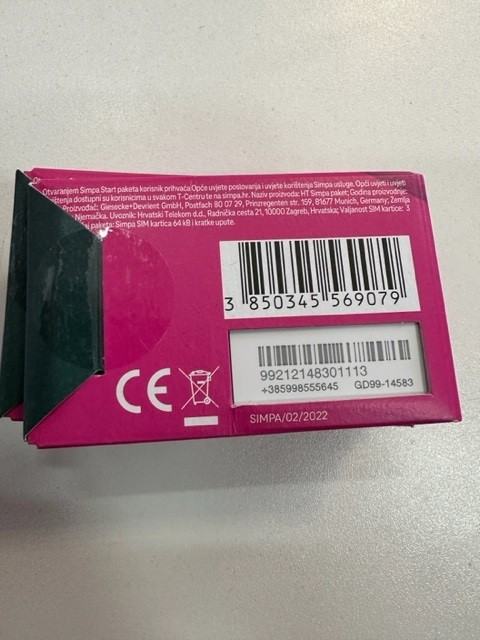 Otvaranjem Simpa Start paketa korisnik prihvaća Opće uvjete poslovanja i uvjete korištenja Simpa usluge. Opći uvjeti i uvjeti
dostupni su korisnicima u svakom T-Centru te na simpa.hr. Naziv proizvoda: HT Simpa paket; Godina proizvodnje:
Proizvođač: Giesecke+Devrient GmbH, Postfach 80 07 29, Prinzregenten str. 159, 81677 Munich, Germany; Zemlja
Njemačka. Uvoznik: Hrvatski Telekom d.d., Radnička cesta 21, 10000 Zagreb, Hrvatska; Valjanost SIM kartice: 3
paketa: Simpa SIM kartica 64 kB i kratke upute.
3 850345 569079
99212148301113
+385998555645 GD99-14583
CE
SIMPA/02/2022